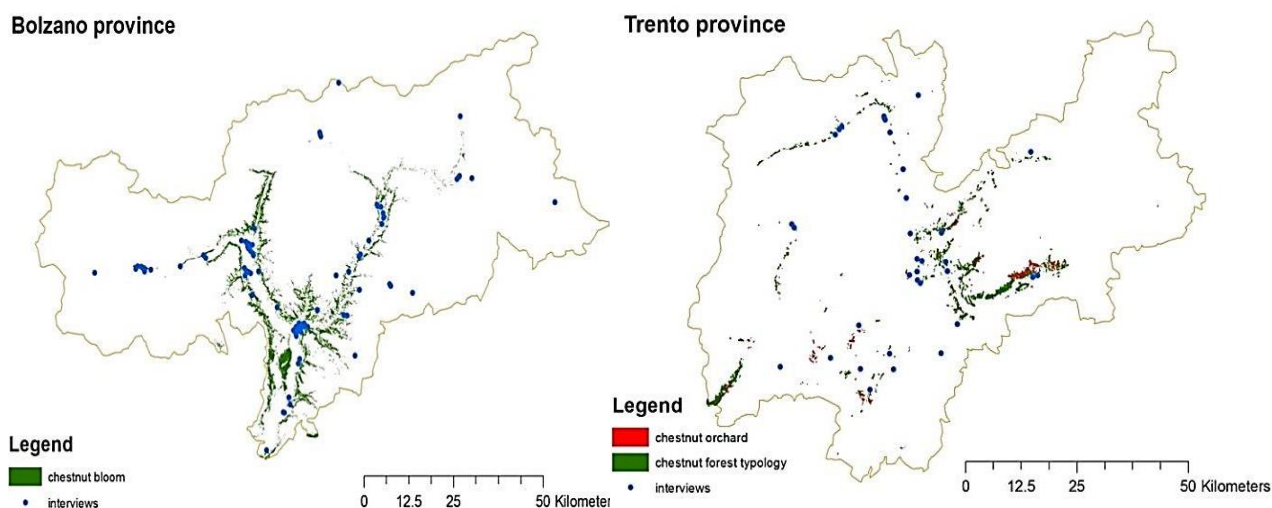 Bolzano province
Legend
chestnut bloom
interviews
0 12.5 25 50 Kilometers
Trento province
Legend
chestnut orchard
chestnut forest typology
interviews
0 12.5 25 50 Kilometers